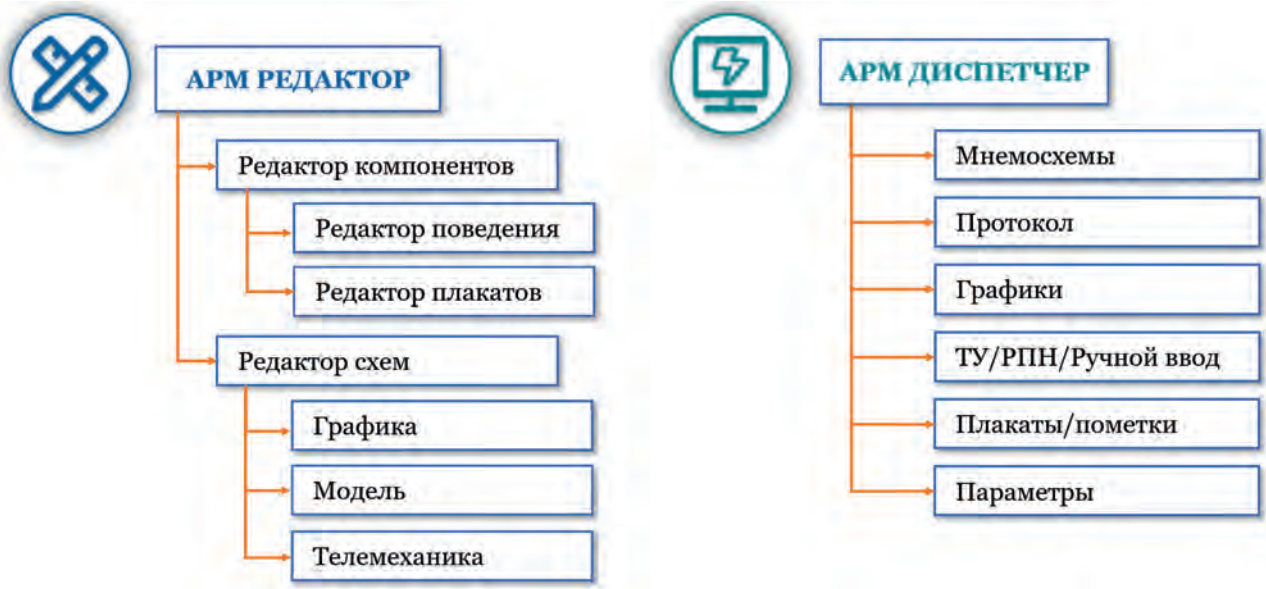 АРМ РЕДАКТОР
Редактор компонентов
Редактор поведения
Редактор плакатов
Редактор схем
Графика
Модель
Телемеханика
АРМ ДИСПЕТЧЕР
Мнемосхемы
Протокол
Графики
ТУ/РПН/Ручной ввод
Плакаты/пометки
Параметры